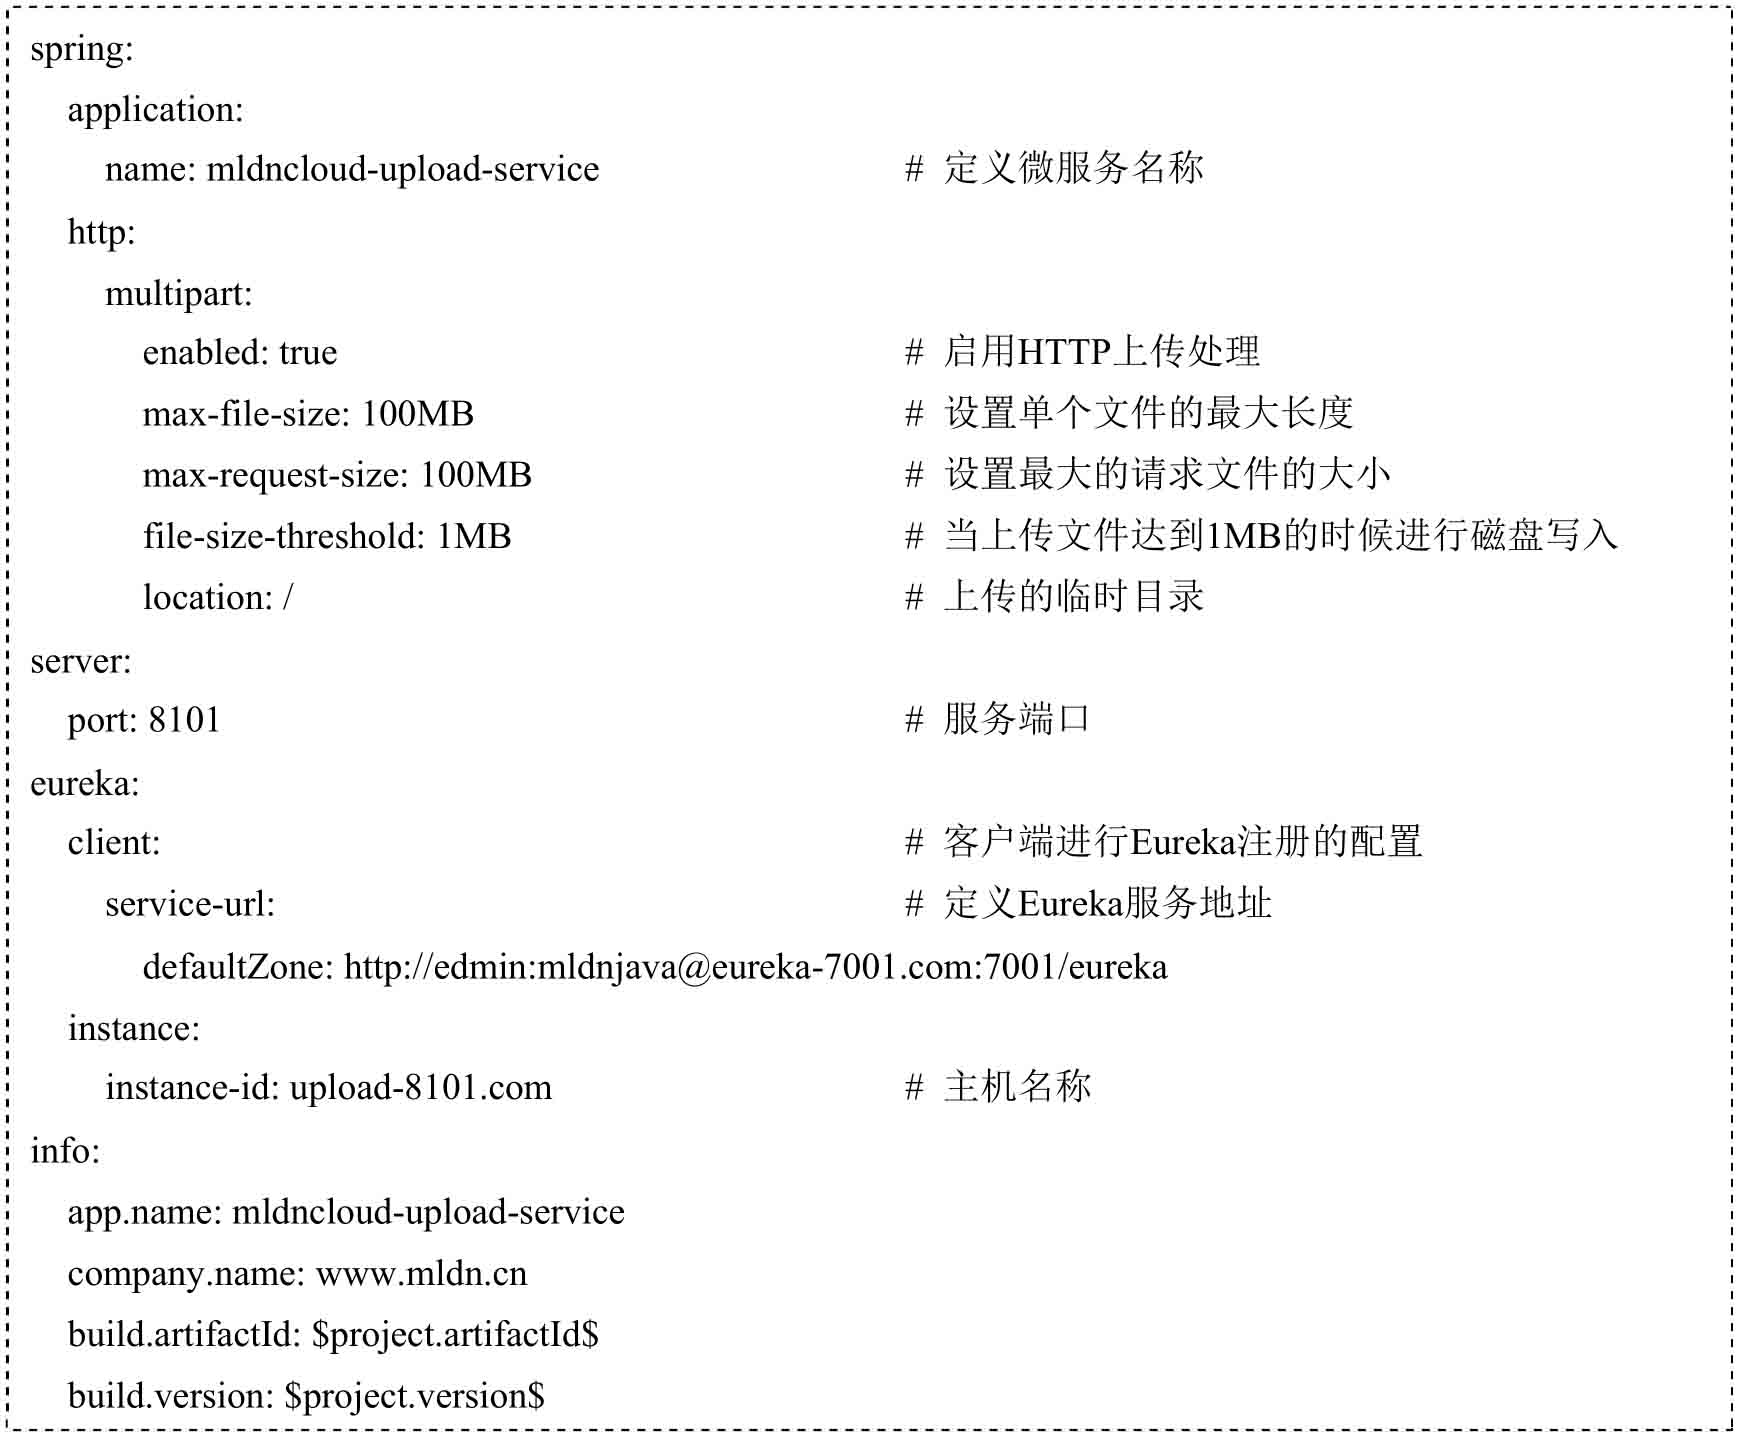 spring:
  application:
    name: mldncloud-upload-service # 定义微服务名称
  http:
    multipart:
      enabled: true # 启用HTTP上传处理
      max-file-size: 100MB # 设置单个文件的最大长度
      max-request-size: 100MB # 设置最大的请求文件的大小
      file-size-threshold: 1MB # 当上传文件达到1MB的时候进行磁盘写入
      location: / # 上传的临时目录
server:
  port: 8101 # 服务端口
eureka:
  client: # 客户端进行Eureka注册的配置
    service-url: # 定义Eureka服务地址
      defaultZone: http://edmin:mldnjava@eureka-7001.com:7001/eureka
  instance:
    instance-id: upload-8101.com # 主机名称
info:
  app.name: mldncloud-upload-service
  company.name: www.mldn.cn
  build.artifactId: $project.artifactId$
  build.version: $project.version$